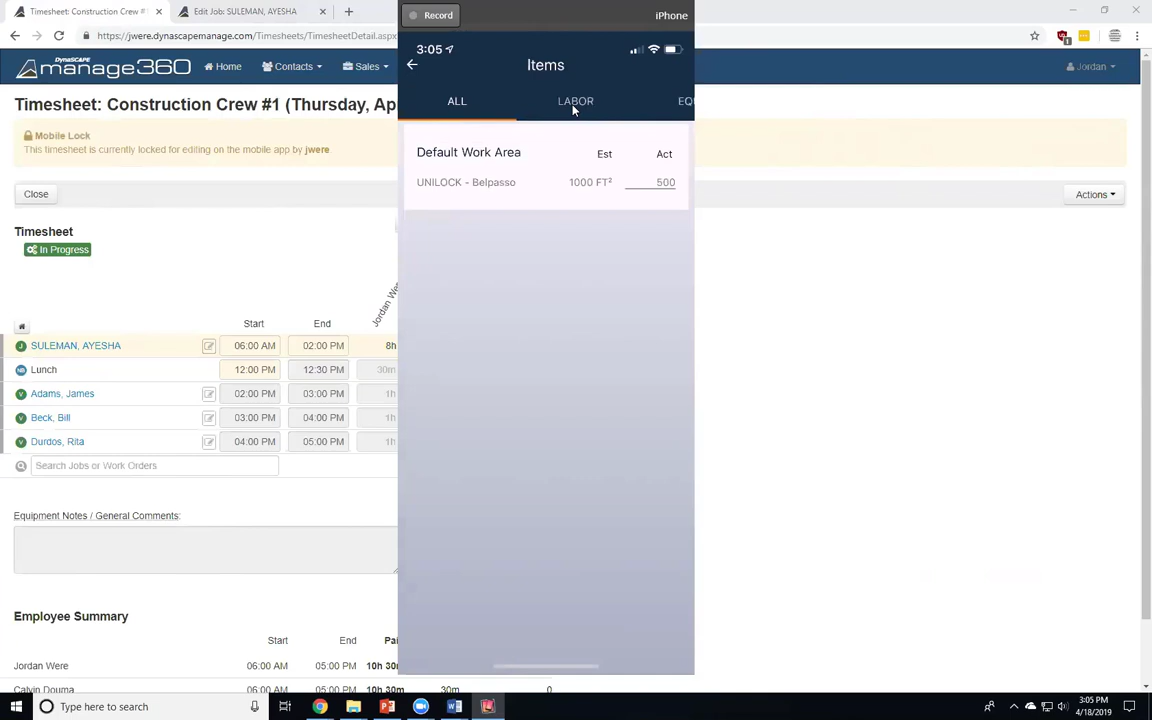 Timesheet: Construction Crew #1
Edit Job: SULEMAN, AYESHA
https://jwere.dynascapemanage.com/Timesheets/TimesheetDetail.aspx
DynaSCAPE
manage360
Home
Contacts
Sales
Jordan
Timesheet: Construction Crew #1 (Thursday, Ap
Mobile Lock
This timesheet is currently locked for editing on the mobile app by jwere.
Close
Actions
Timesheet
In Progress
Jordan Wer
Start End
J SULEMAN, AYESHA 06:00 AM 02:00 PM 8h
NB Lunch 12:00 PM 12:30 PM 30m
V Adams, James 02:00 PM 03:00 PM 1h
V Beck, Bill 03:00 PM 04:00 PM 1h
V Durdos, Rita 04:00 PM 05:00 PM 1h
Search Jobs or Work Orders
Equipment Notes / General Comments:
Employee Summary
Start End Pai
Jordan Were 06:00 AM 05:00 PM 10h 30m
Calvin Douma 06:00 AM 05:00 PM 10h 30m 30m 0
Record
iPhone
3:05
Items
ALL LABOR EQ
Default Work Area Est Act
UNILOCK - Belpasso 1000 FT² 500
Type here to search
3:05 PM
4/18/2019